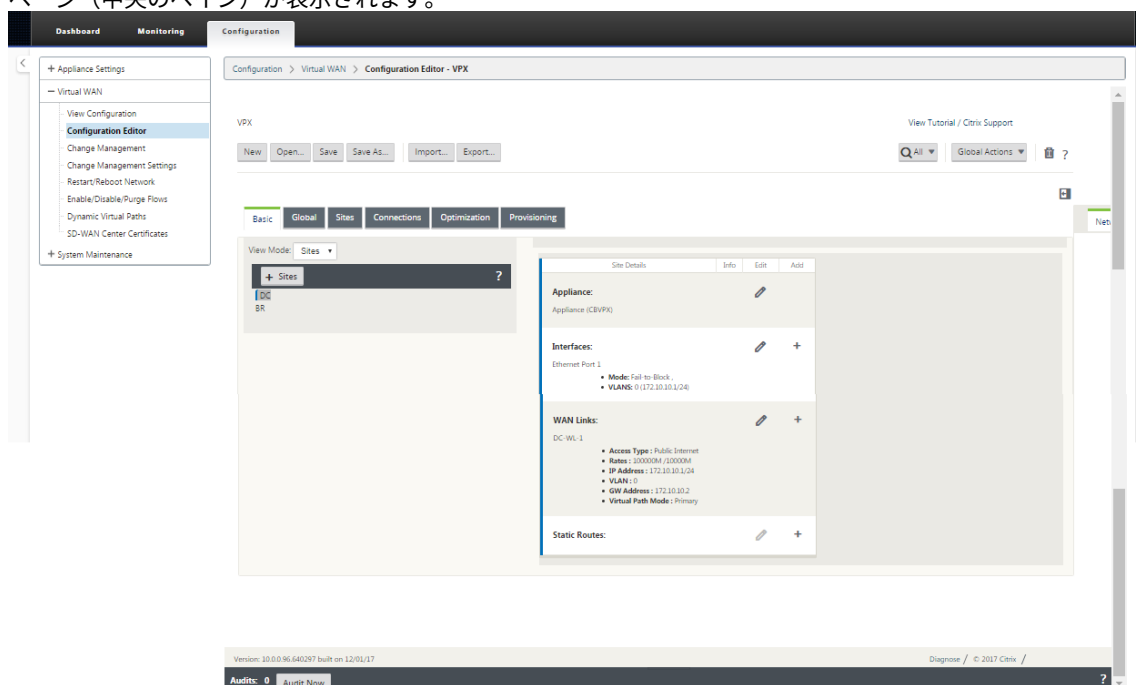 ページ（中央のペイン）が表示されます。
Dashboard Monitoring Configuration
+ Appliance Settings
− Virtual WAN
View Configuration
Configuration Editor
Change Management
Change Management Settings
Restart/Reboot Network
Enable/Disable/Purge Flows
Dynamic Virtual Paths
SD-WAN Center Certificates
+ System Maintenance
Configuration > Virtual WAN > Configuration Editor - VPX
VPX
View Tutorial / Citrix Support
New Open... Save Save As... Import... Export...
All Global Actions ?
Basic Global Sites Connections Optimization Provisioning
View Mode: Sites
+ Sites ?
DC
BR
Site Details Info Edit Add
Appliance:
Appliance (CBVPX)
Interfaces: +
Ethernet Port 1
• Mode: Fail-to-Block ,
• VLANS: 0 (172.10.10.1/24)
WAN Links: +
DC-WL-1
• Access Type : Public Internet
• Rates : 100000M /10000M
• IP Address : 172.10.10.1/24
• VLAN : 0
• GW Address : 172.10.10.2
• Virtual Path Mode : Primary
Static Routes: +
Version: 10.0.0.96.640297 built on 12/01/17
Diagnose / © 2017 Citrix /
Audits: 0 Audit Now ?